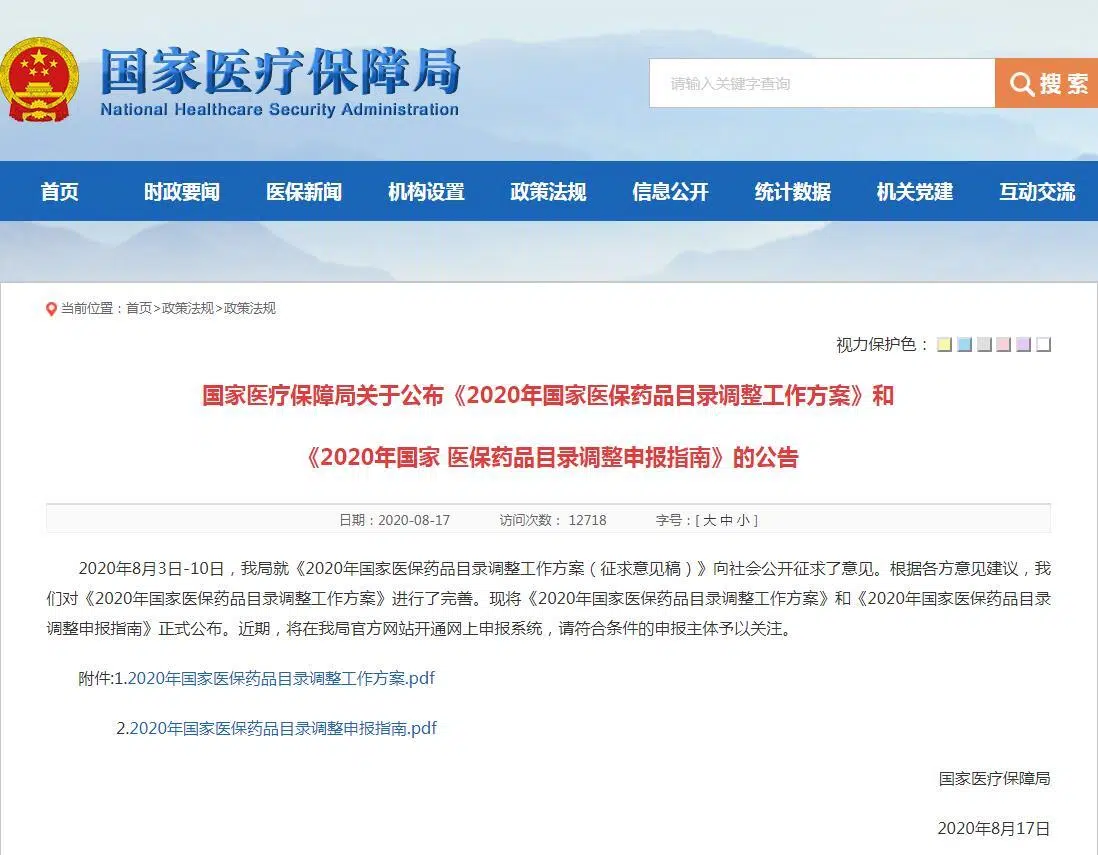 国家医疗保障局
National Healthcare Security Administration
请输入关键字查询
搜 索
首页 时政要闻 医保新闻 机构设置 政策法规 信息公开 统计数据 机关党建 互动交流
当前位置：首页>政策法规>政策法规
视力保护色：
国家医疗保障局关于公布《2020年国家医保药品目录调整工作方案》和
《2020年国家 医保药品目录调整申报指南》的公告
日期：2020-08-17 访问次数： 12718 字号：[ 大 中 小 ]
2020年8月3日-10日，我局就《2020年国家医保药品目录调整工作方案（征求意见稿）》向社会公开征求了意见。根据各方意见建议，我
们对《2020年国家医保药品目录调整工作方案》进行了完善。现将《2020年国家医保药品目录调整工作方案》和《2020年国家医保药品目录
调整申报指南》正式公布。近期，将在我局官方网站开通网上申报系统，请符合条件的申报主体予以关注。
附件:1.2020年国家医保药品目录调整工作方案.pdf
2.2020年国家医保药品目录调整申报指南.pdf
国家医疗保障局
2020年8月17日